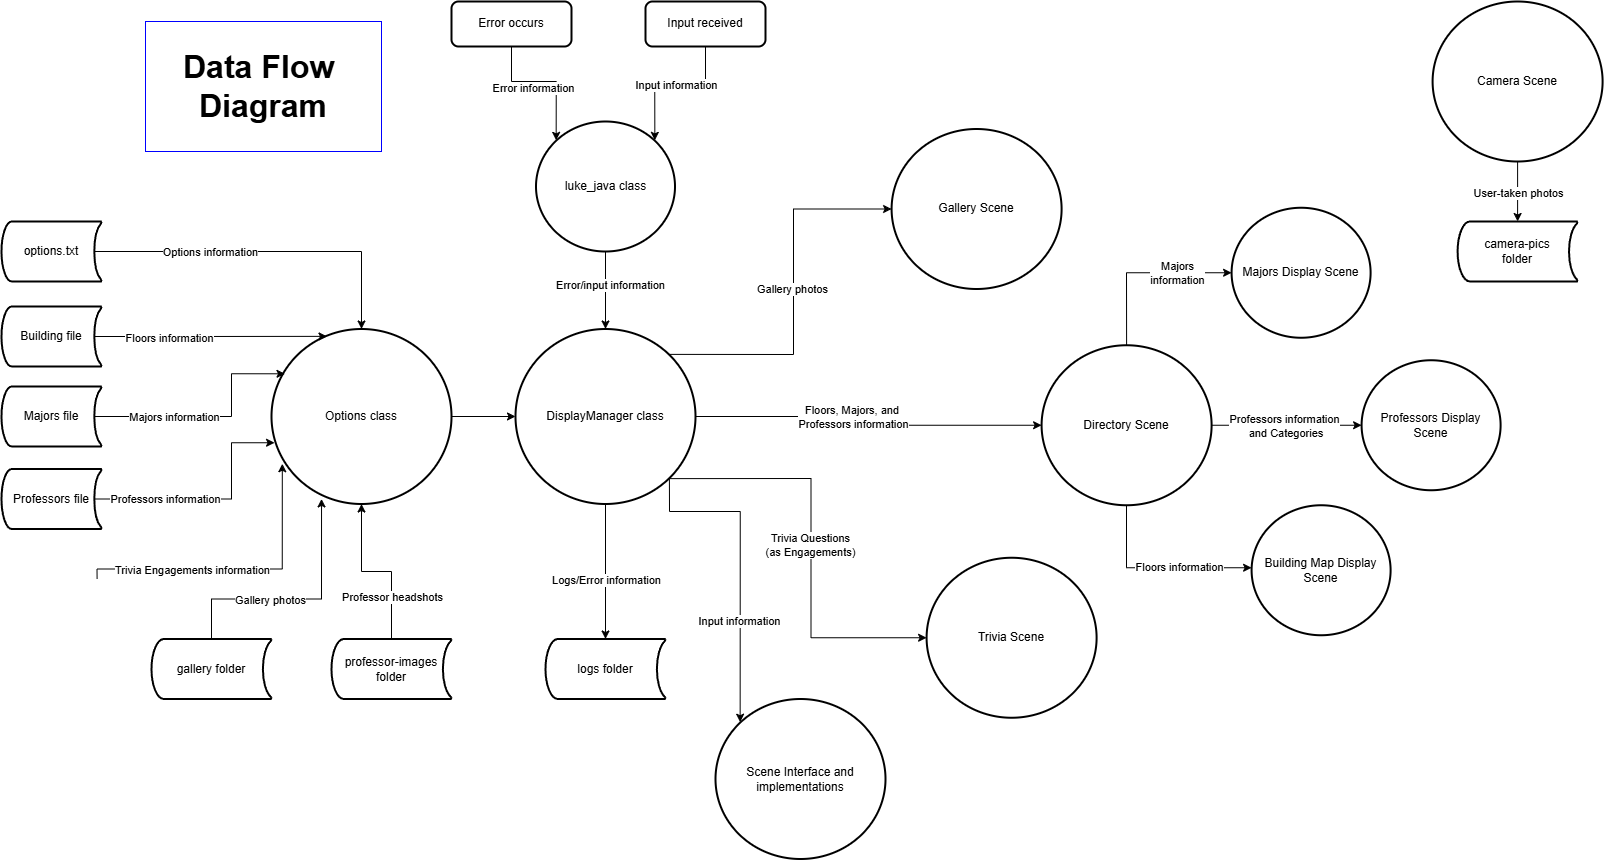 Data Flow
Diagram
Error occurs
Input received
Error information
Input information
luke_java class
Camera Scene
User-taken photos
camera-pics
folder
Gallery Scene
options.txt
Options information
Error/input information
Gallery photos
Majors
information
Majors Display Scene
Building file
Floors information
Majors file
Majors information
Options class
DisplayManager class
Floors, Majors, and
Professors information
Directory Scene
Professors information
and Categories
Professors Display
Scene
Professors file
Professors information
Trivia Questions
(as Engagements)
Trivia Engagements information
Logs/Error information
Floors information
Building Map Display
Scene
Gallery photos
Professor headshots
Input information
Trivia Scene
gallery folder
professor-images
folder
logs folder
Scene Interface and
implementations